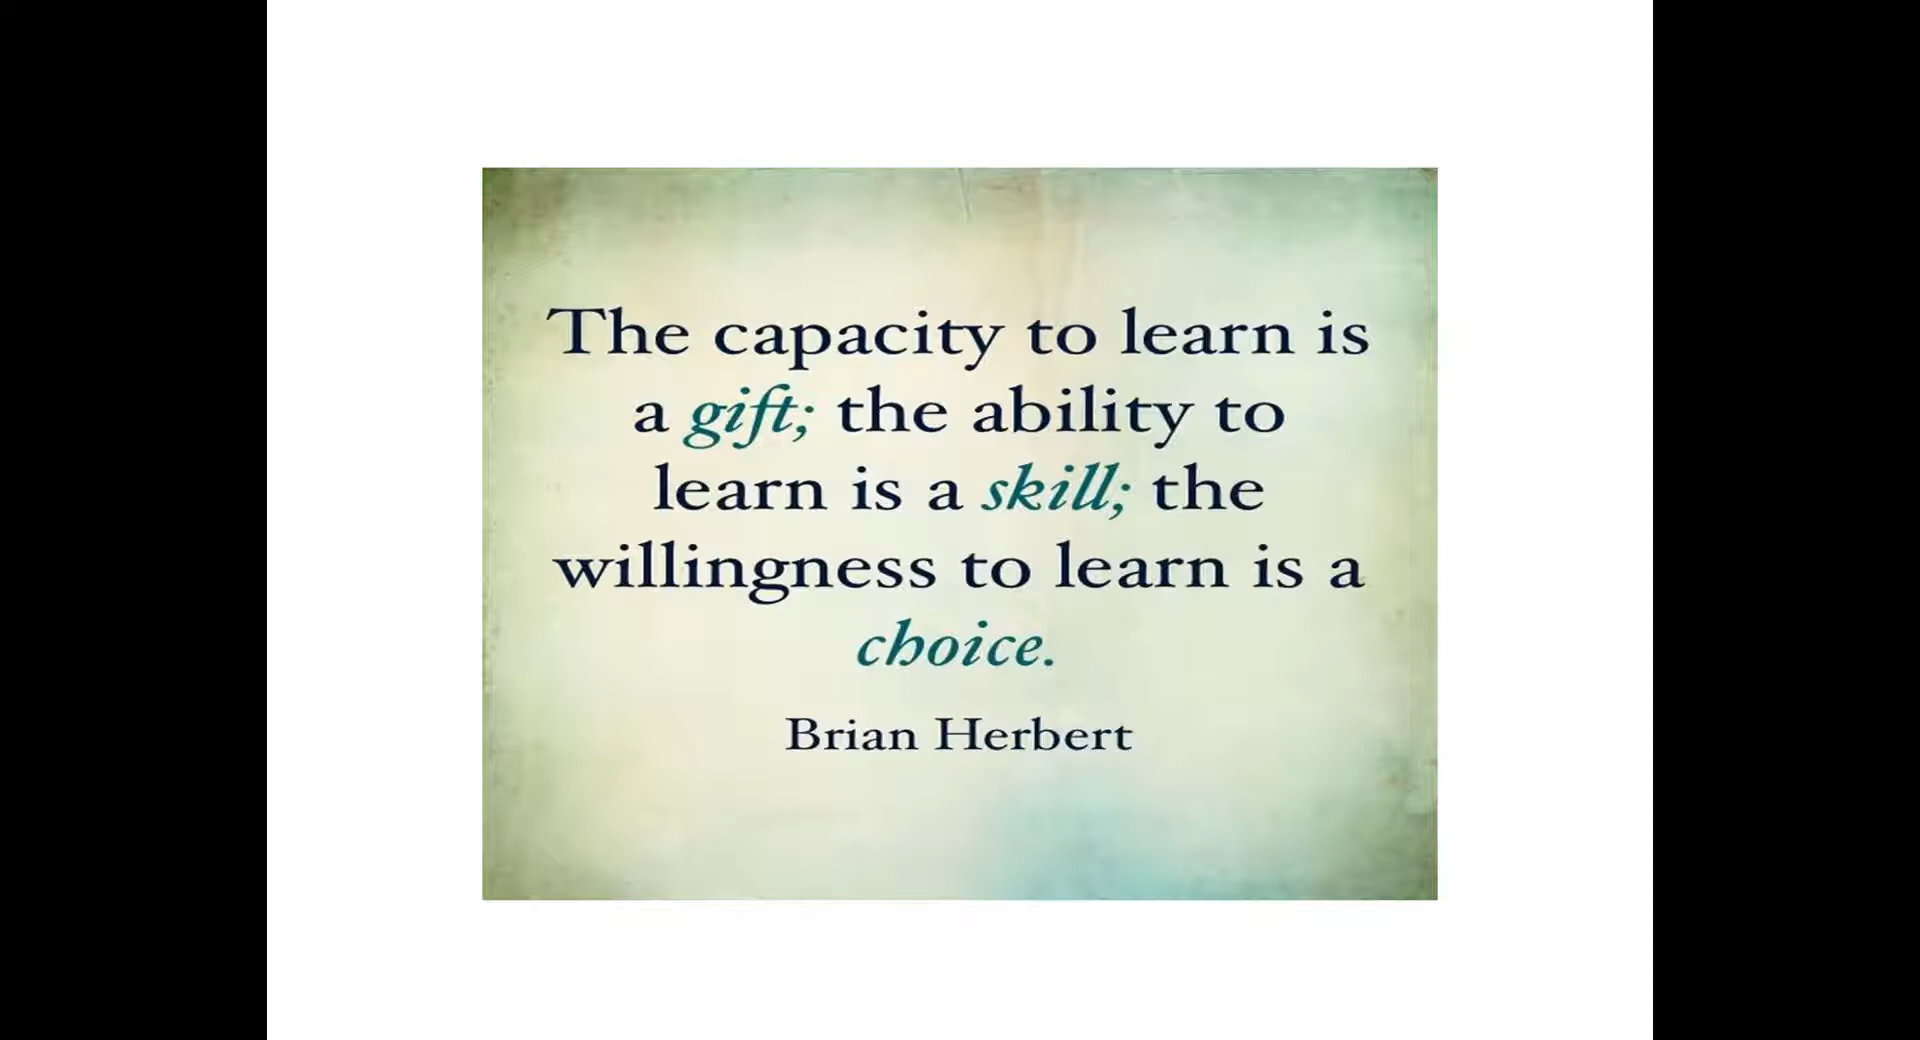 The capacity to learn is
a gift; the ability to
learn is a skill; the
willingness to learn is a
choice.
Brian Herbert